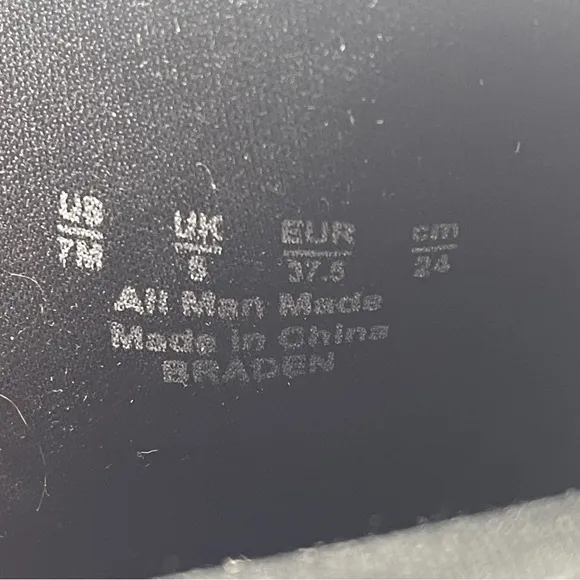 US UK EUR cm
7M 5 37.5 24
All Man Made
Made in China
BRADEN